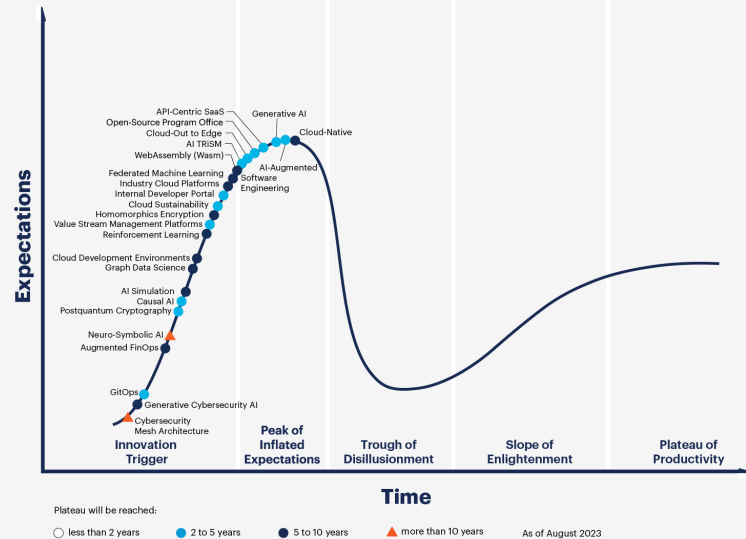 API-Centric SaaS
Generative AI
Open-Source Program Office
Cloud-Out to Edge
Cloud-Native
AI TRiSM
WebAssembly (Wasm)
AI-Augmented
Software
Engineering
Federated Machine Learning
Industry Cloud Platforms
Internal Developer Portal
Cloud Sustainability
Homomorphics Encryption
Value Stream Management Platforms
Reinforcement Learning
Cloud Development Environments
Graph Data Science
AI Simulation
Causal AI
Postquantum Cryptography
Neuro-Symbolic AI
Augmented FinOps
GitOps
Generative Cybersecurity AI
Cybersecurity
Mesh Architecture
Expectations
Innovation
Trigger
Peak of
Inflated
Expectations
Trough of
Disillusionment
Slope of
Enlightenment
Plateau of
Productivity
Time
Plateau will be reached:
less than 2 years
2 to 5 years
5 to 10 years
more than 10 years
As of August 2023